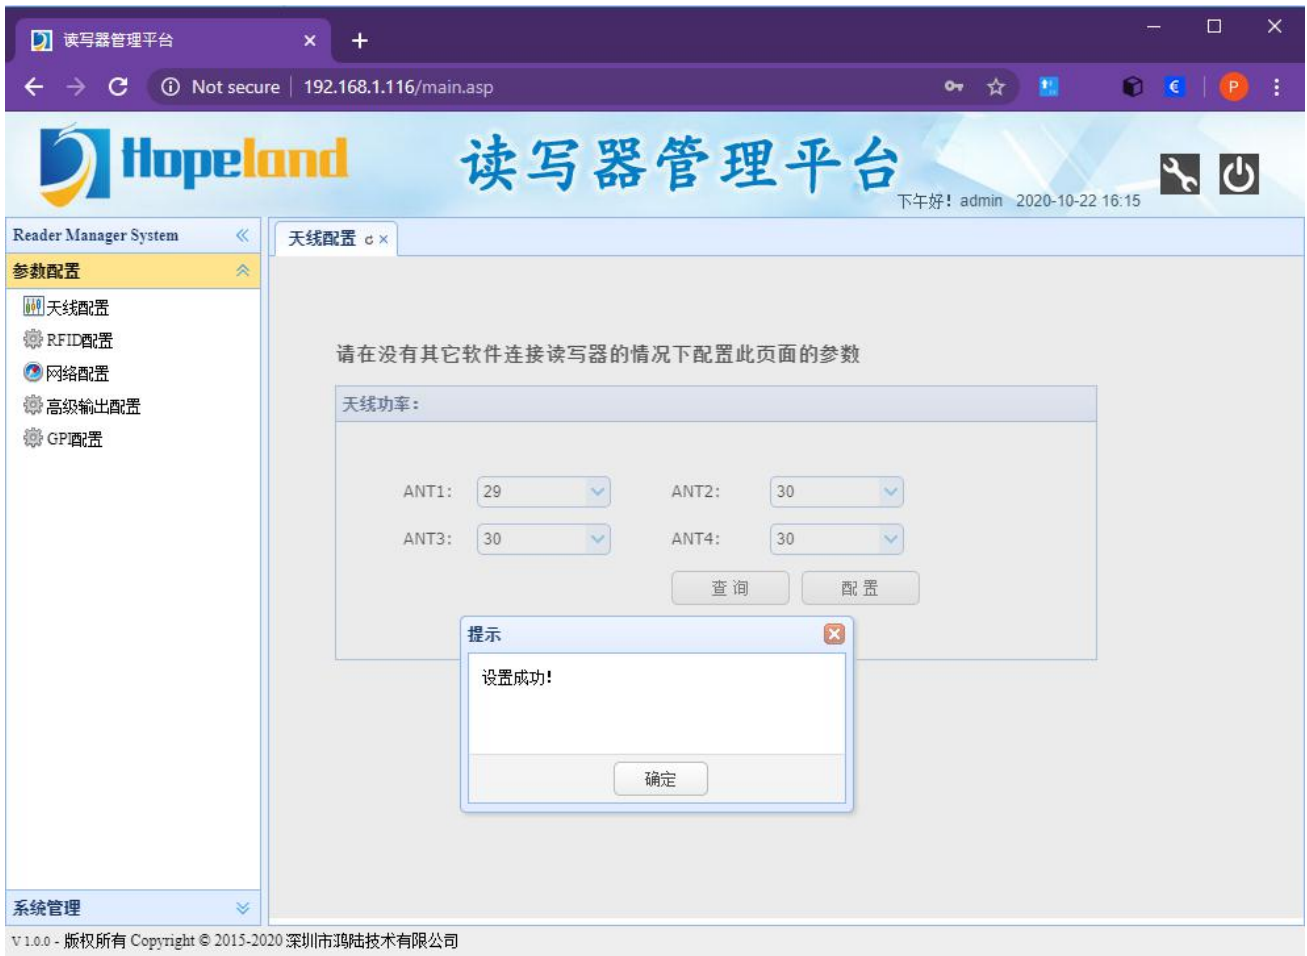 读写器管理平台
Not secure | 192.168.1.116/main.asp
P
Hopeland 读写器管理平台
下午好! admin 2020-10-22 16:15
Reader Manager System
天线配置
参数配置
天线配置
RFID配置
网络配置
高级输出配置
GPI配置
请在没有其它软件连接读写器的情况下配置此页面的参数
天线功率:
ANT1: 29 ANT2: 30
ANT3: 30 ANT4: 30
查询 配置
提示
设置成功!
确定
系统管理
V 1.0.0 - 版权所有 Copyright © 2015-2020 深圳市鸿陆技术有限公司